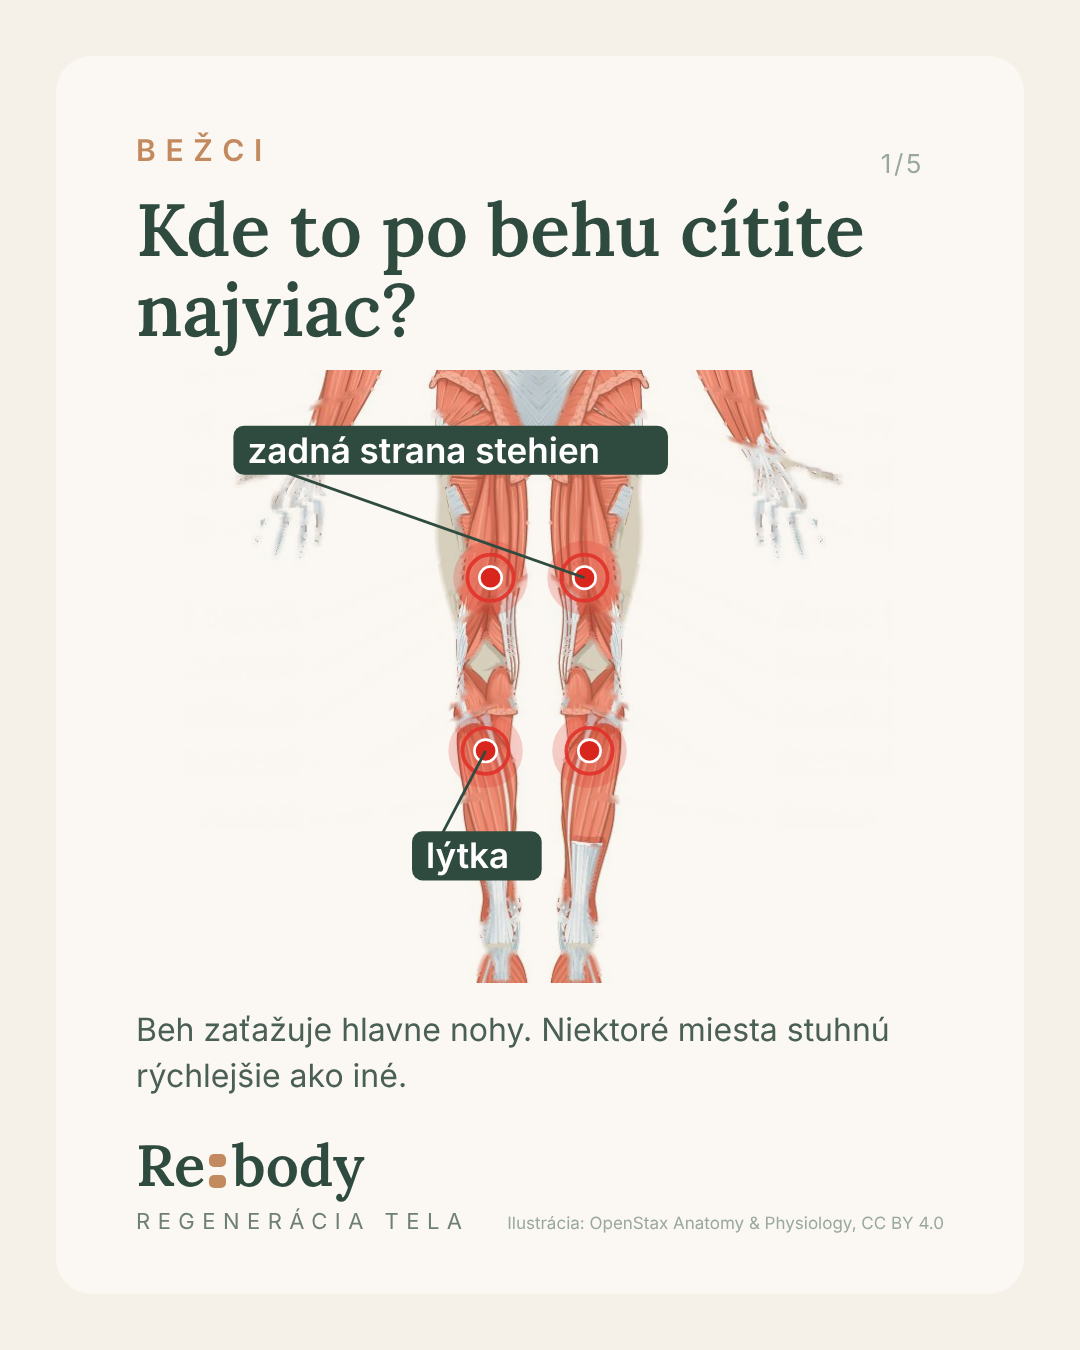 BEŽCI
1/5
Kde to po behu cítite
najviac?
zadná strana stehien
lýtka
Beh zaťažuje hlavne nohy. Niektoré miesta stuhnú
rýchlejšie ako iné.
Re:body
REGENERÁCIA TELA
Ilustrácia: OpenStax Anatomy & Physiology, CC BY 4.0